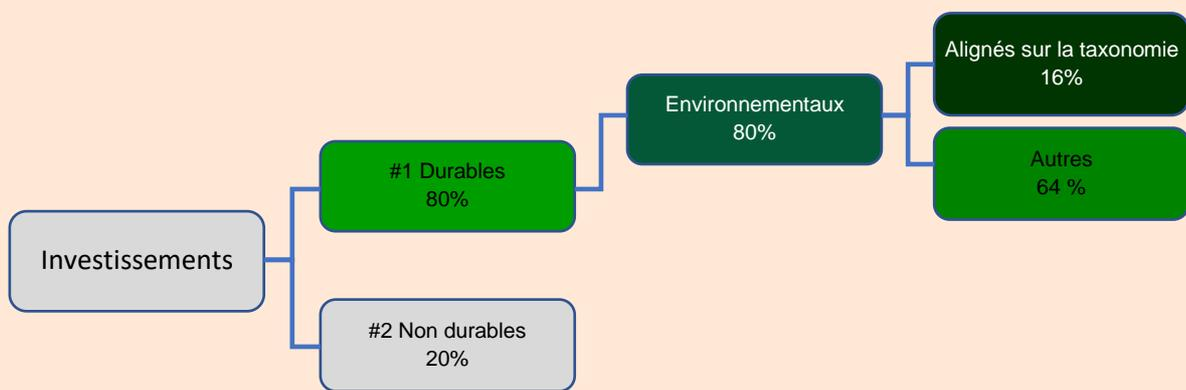 Investissements
#1 Durables
80%
#2 Non durables
20%
Environnementaux
80%
Alignés sur la taxonomie
16%
Autres
64 %